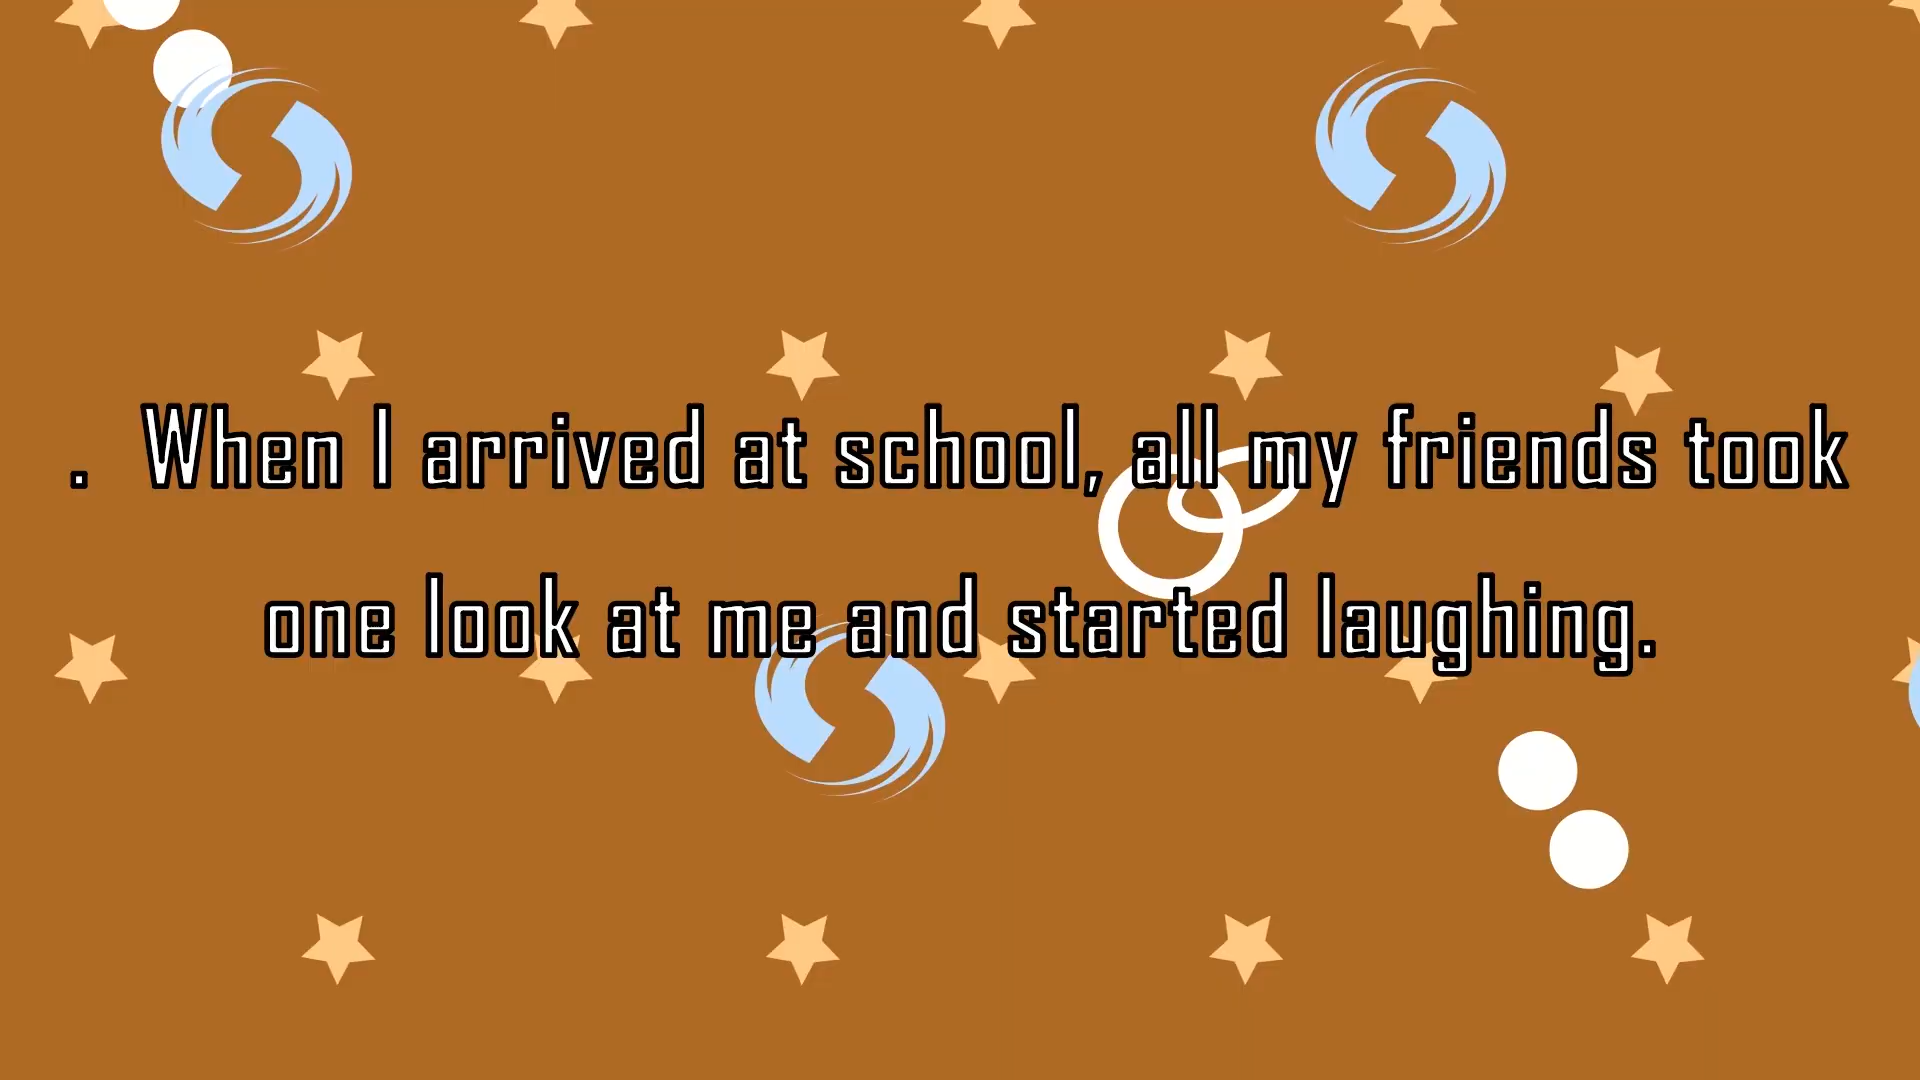 . When I arrived at school, all my friends took
one look at me and started laughing.